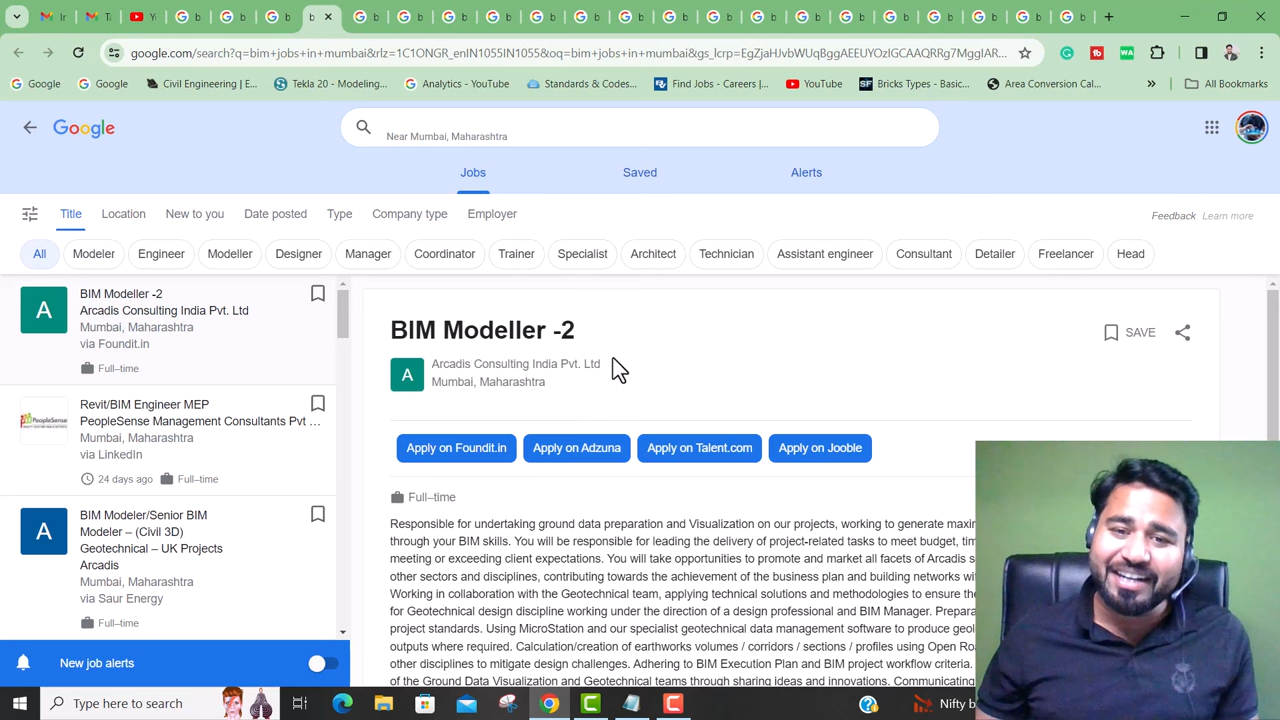 google.com/search?q=bim+jobs+in+mumbai&rlz=1C1ONGR_enIN1055IN1055&oq=bim+jobs+in+mumbai&gs_lcrp=
Google
Google
Civil Engineering | E...
Tekla 20 - Modeling...
Analytics - YouTube
Standards & Codes...
Find Jobs - Careers |...
YouTube
Bricks Types - Basic...
Area Conversion Cal...
»
All Bookmarks
Google
Near Mumbai, Maharashtra
Jobs
Saved
Alerts
Title
Location
New to you
Date posted
Type
Company type
Employer
Feedback
Learn more
All
Modeler
Engineer
Modeller
Designer
Manager
Coordinator
Trainer
Specialist
Architect
Technician
Assistant engineer
Consultant
Detailer
Freelancer
Head
A
BIM Modeller -2
Arcadis Consulting India Pvt. Ltd
Mumbai, Maharashtra
via Foundit.in
Full–time
PeopleSense
Revit/BIM Engineer MEP
PeopleSense Management Consultants Pvt ...
Mumbai, Maharashtra
via LinkedIn
24 days ago
Full–time
A
BIM Modeler/Senior BIM
Modeler – (Civil 3D)
Geotechnical – UK Projects
Arcadis
Mumbai, Maharashtra
via Saur Energy
Full–time
New job alerts
BIM Modeller -2
SAVE
A
Arcadis Consulting India Pvt. Ltd
Mumbai, Maharashtra
Apply on Foundit.in
Apply on Adzuna
Apply on Talent.com
Apply on Jooble
Full–time
Responsible for undertaking ground data preparation and Visualization on our projects, working to generate
through your BIM skills. You will be responsible for leading the delivery of project-related tasks to meet budget,
meeting or exceeding client expectations. You will take opportunities to promote and market all facets of Arcadis
other sectors and disciplines, contributing towards the achievement of the business plan and building networks
Working in collaboration with the Geotechnical team, applying technical solutions and methodologies to ensure
for Geotechnical design discipline working under the direction of a design professional and BIM Manager.
project standards. Using MicroStation and our specialist geotechnical data management software to produce
outputs where required. Calculation/creation of earthworks volumes / corridors / sections / profiles using Open
other disciplines to mitigate design challenges. Adhering to BIM Execution Plan and BIM project workflow criteria.
of the Ground Data Visualization and Geotechnical teams through sharing ideas and innovations. Communicating
Type here to search
Nifty